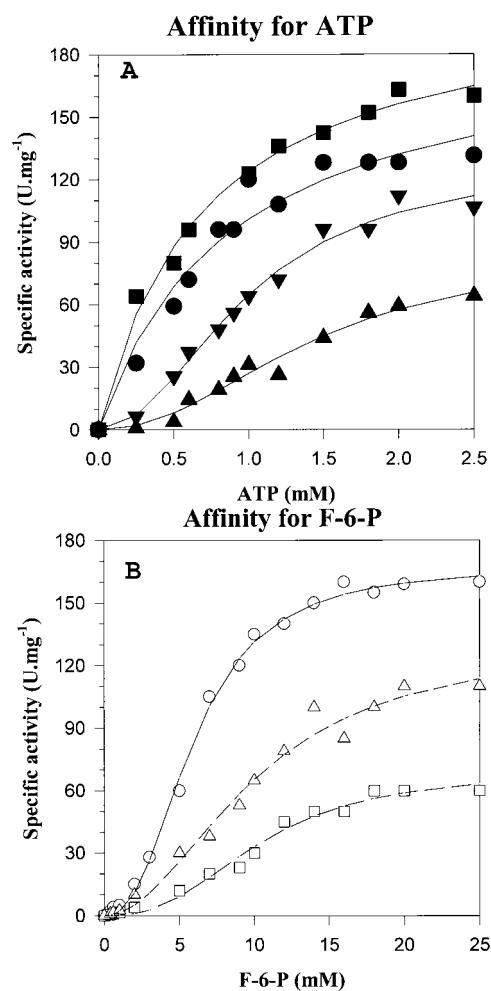 Affinity for ATP
A
180
150
120
90
60
30
0
Specific activity (U.mg-1)
0.0 0.5 1.0 1.5 2.0 2.5
ATP (mM)
Affinity for F-6-P
B
180
150
120
90
60
30
0
Specific activity (U.mg-1)
0 5 10 15 20 25
F-6-P (mM)